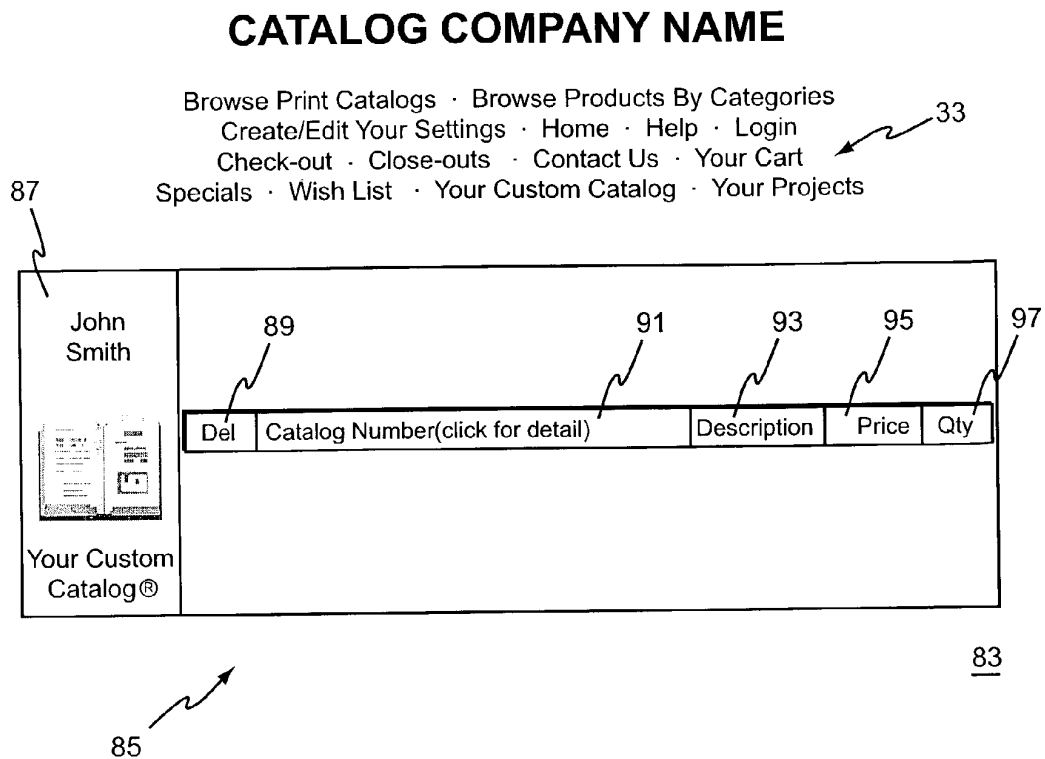 CATALOG COMPANY NAME
Browse Print Catalogs · Browse Products By Categories
Create/Edit Your Settings · Home · Help · Login
33
Check-out · Close-outs · Contact Us · Your Cart
Specials · Wish List · Your Custom Catalog · Your Projects
87
John
Smith
89
91
93
95
97
Del
Catalog Number(click for detail)
Description
Price
Qty
Your Custom
Catalog®
83
85